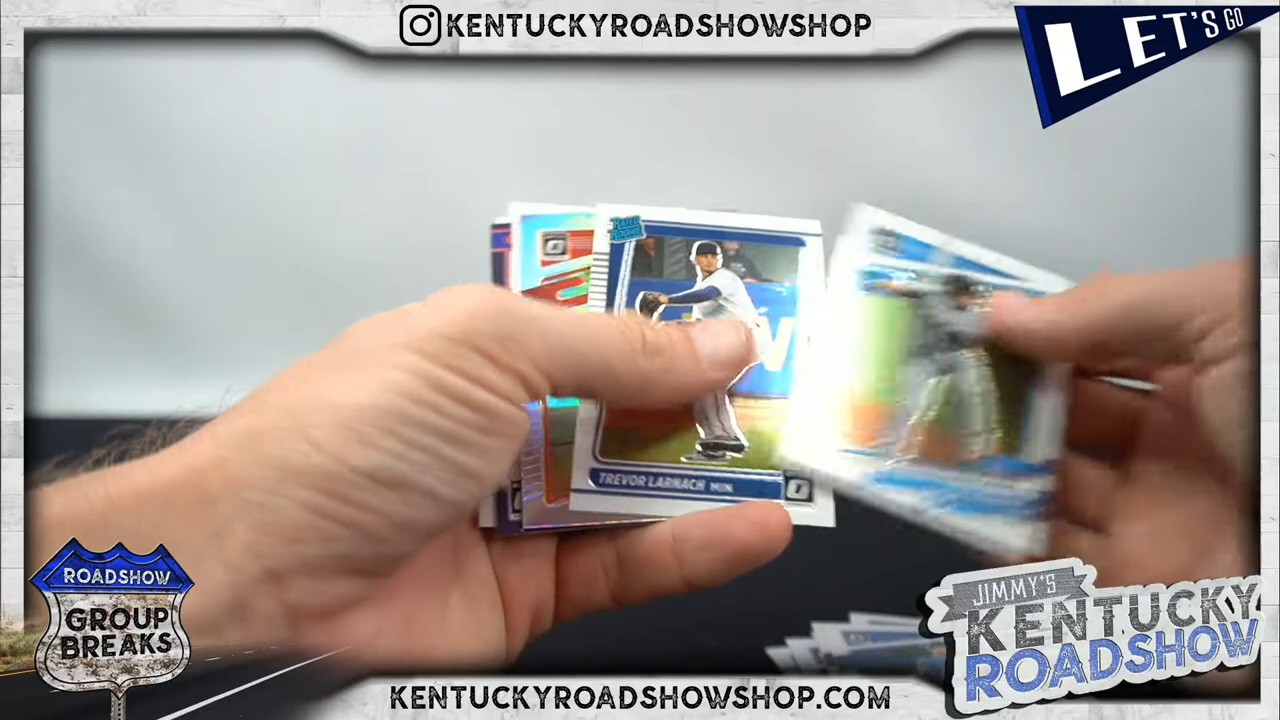 KENTUCKYROADSHOWSHOP
LET'S GO
RATED
ROOKIE
TREVOR LARNACH MIN
ROADSHOW
GROUP
BREAKS
JIMMY'S
KENTUCKY
ROADSHOW
KENTUCKYROADSHOWSHOP.COM